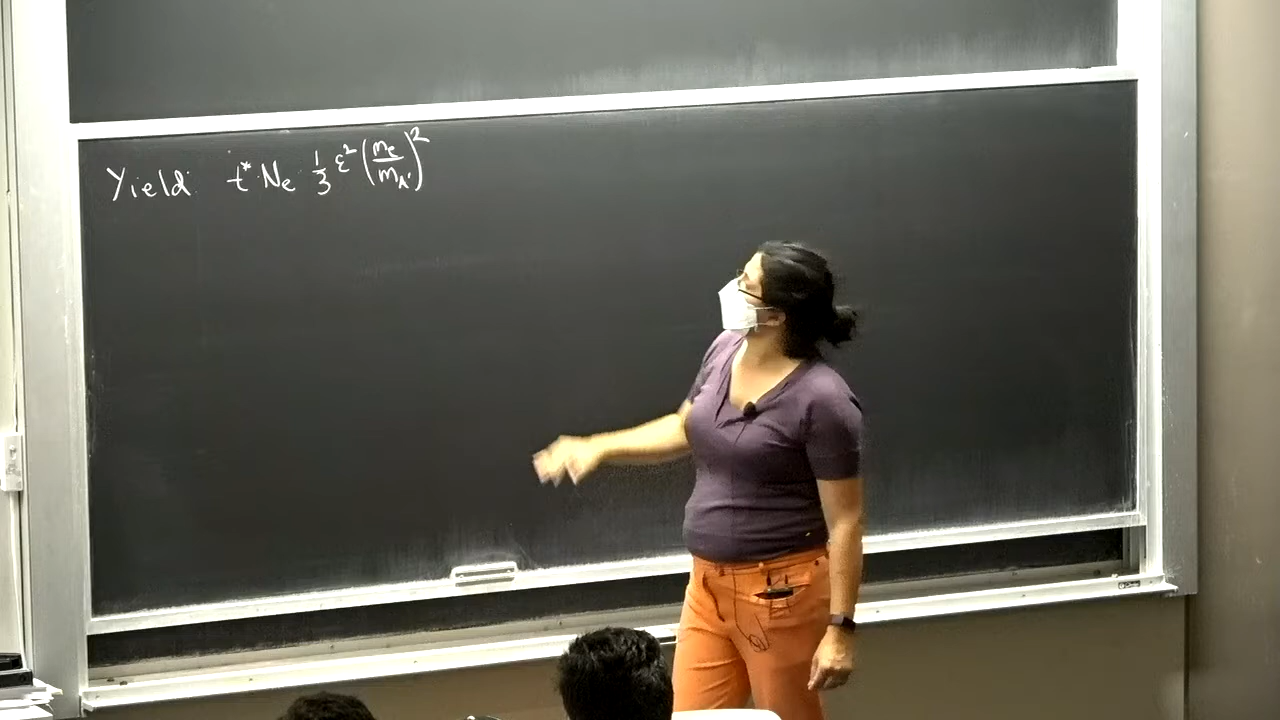 Yield: t* Ne 1/3 ε² (me/mA')²